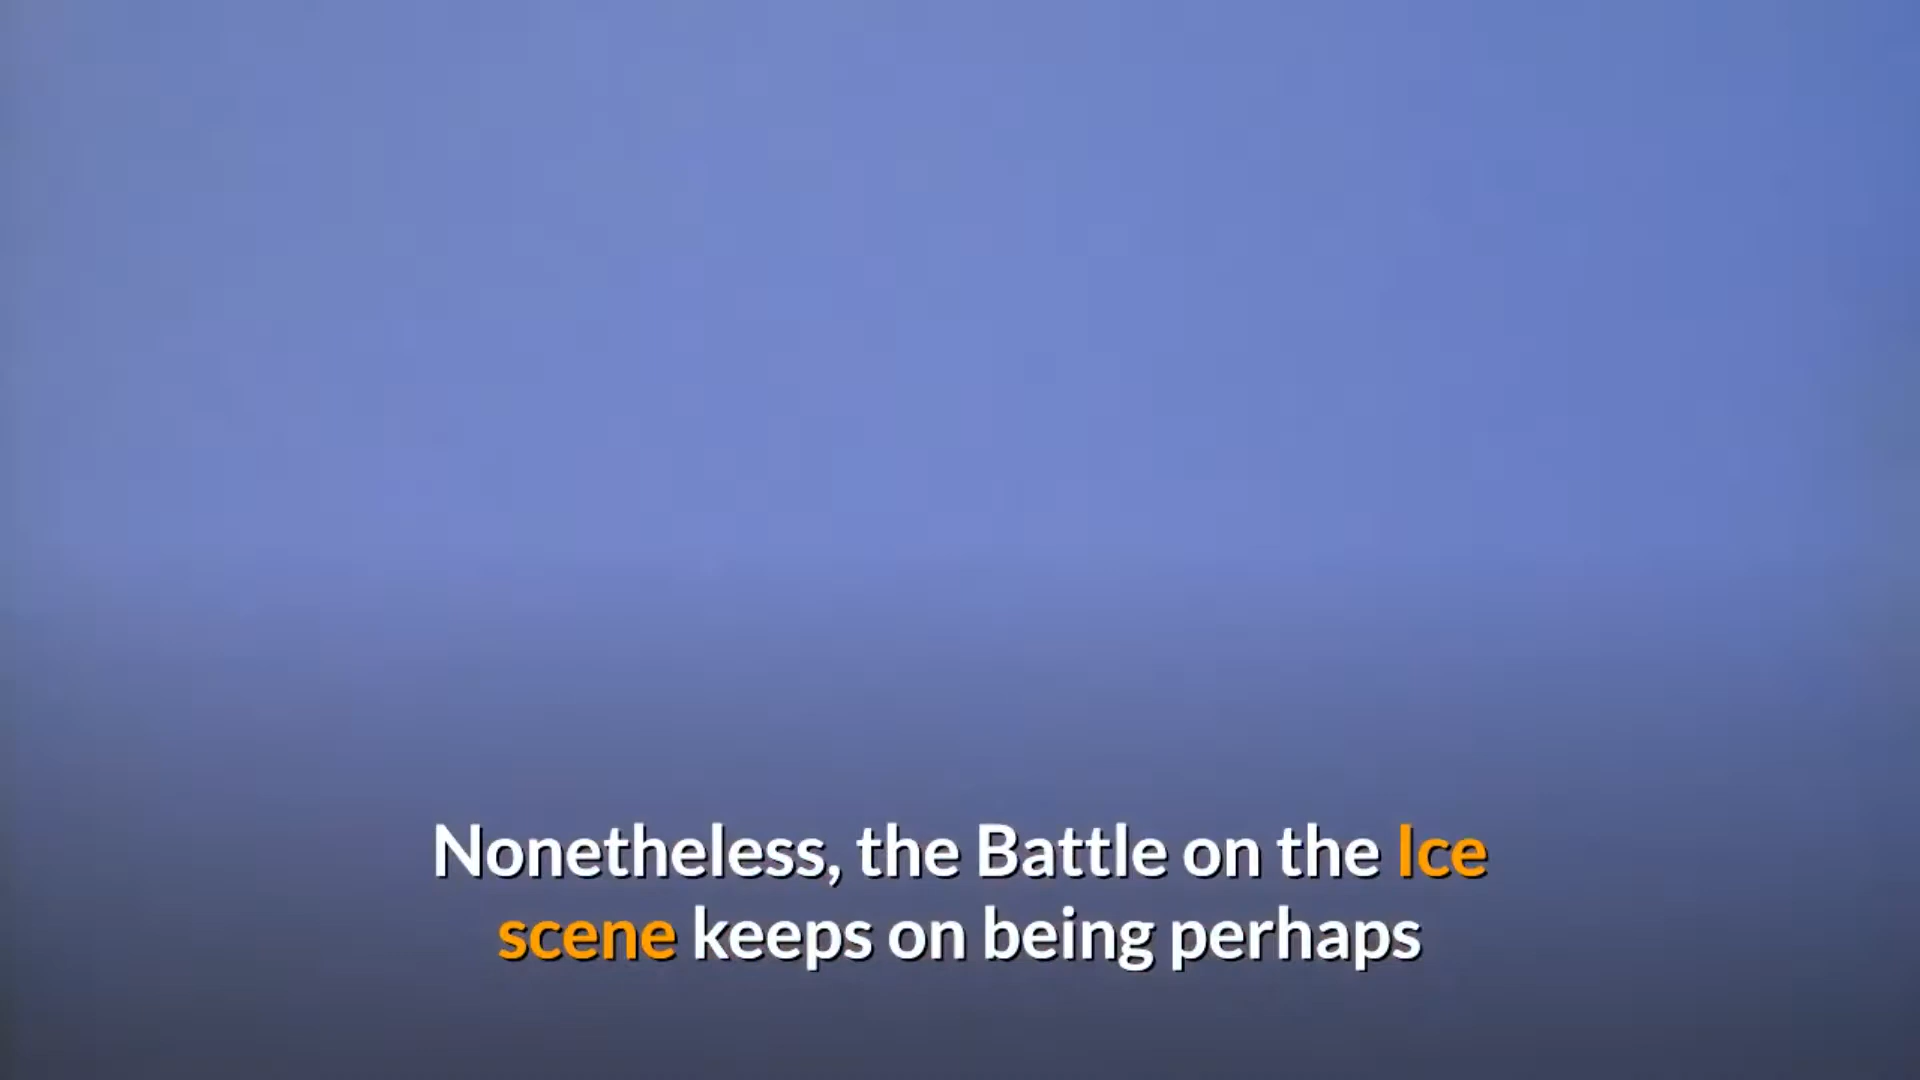 Nonetheless, the Battle on the Ice
scene keeps on being perhaps